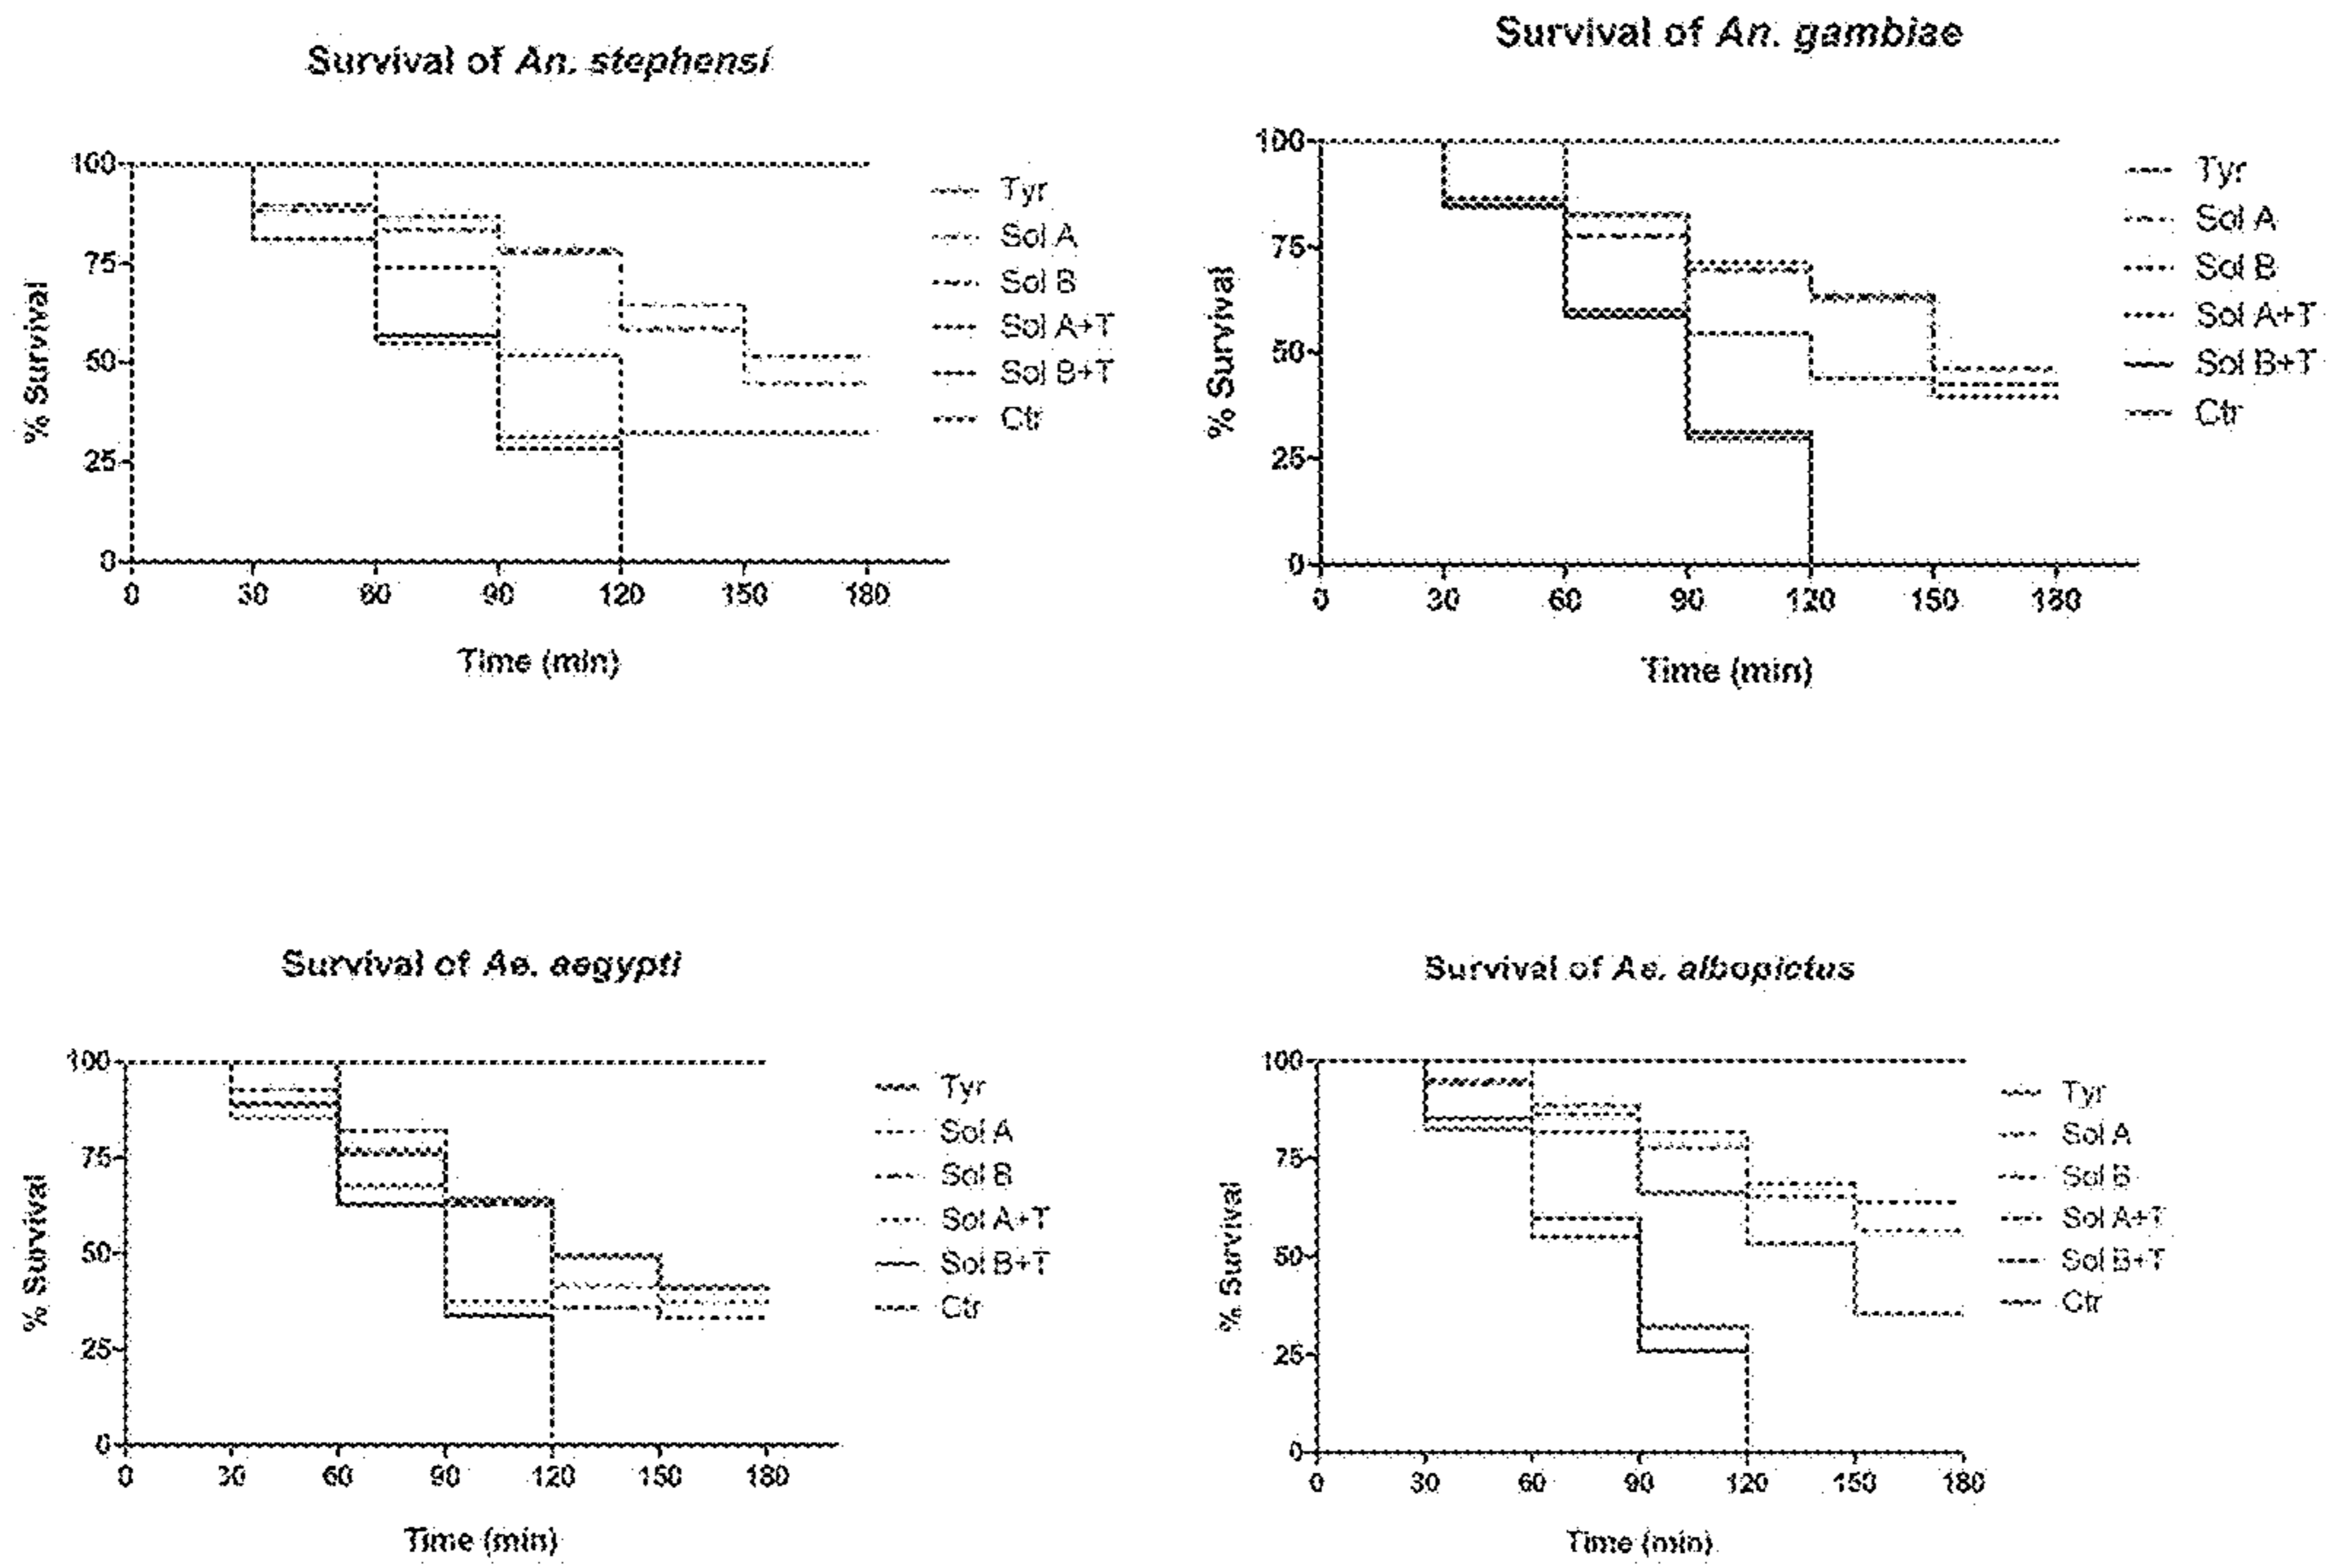 Survival of An. stephensi
% Survival
100
75
50
25
0
0 30 60 90 120 150 180
Time (min)
Tyr
Sol A
Sol B
Sol A+T
Sol B+T
Ctr
Survival of An. gambiae
% Survival
100
75
50
25
0
0 30 60 90 120 150 180
Time (min)
Tyr
Sol A
Sol B
Sol A+T
Sol B+T
Ctr
Survival of Ae. aegypti
% Survival
100
75
50
25
0
0 30 60 90 120 150 180
Time (min)
Tyr
Sol A
Sol B
Sol A+T
Sol B+T
Ctr
Survival of Ae. albopictus
% Survival
100
75
50
25
0
0 30 60 90 120 150 180
Time (min)
Tyr
Sol A
Sol B
Sol A+T
Sol B+T
Ctr